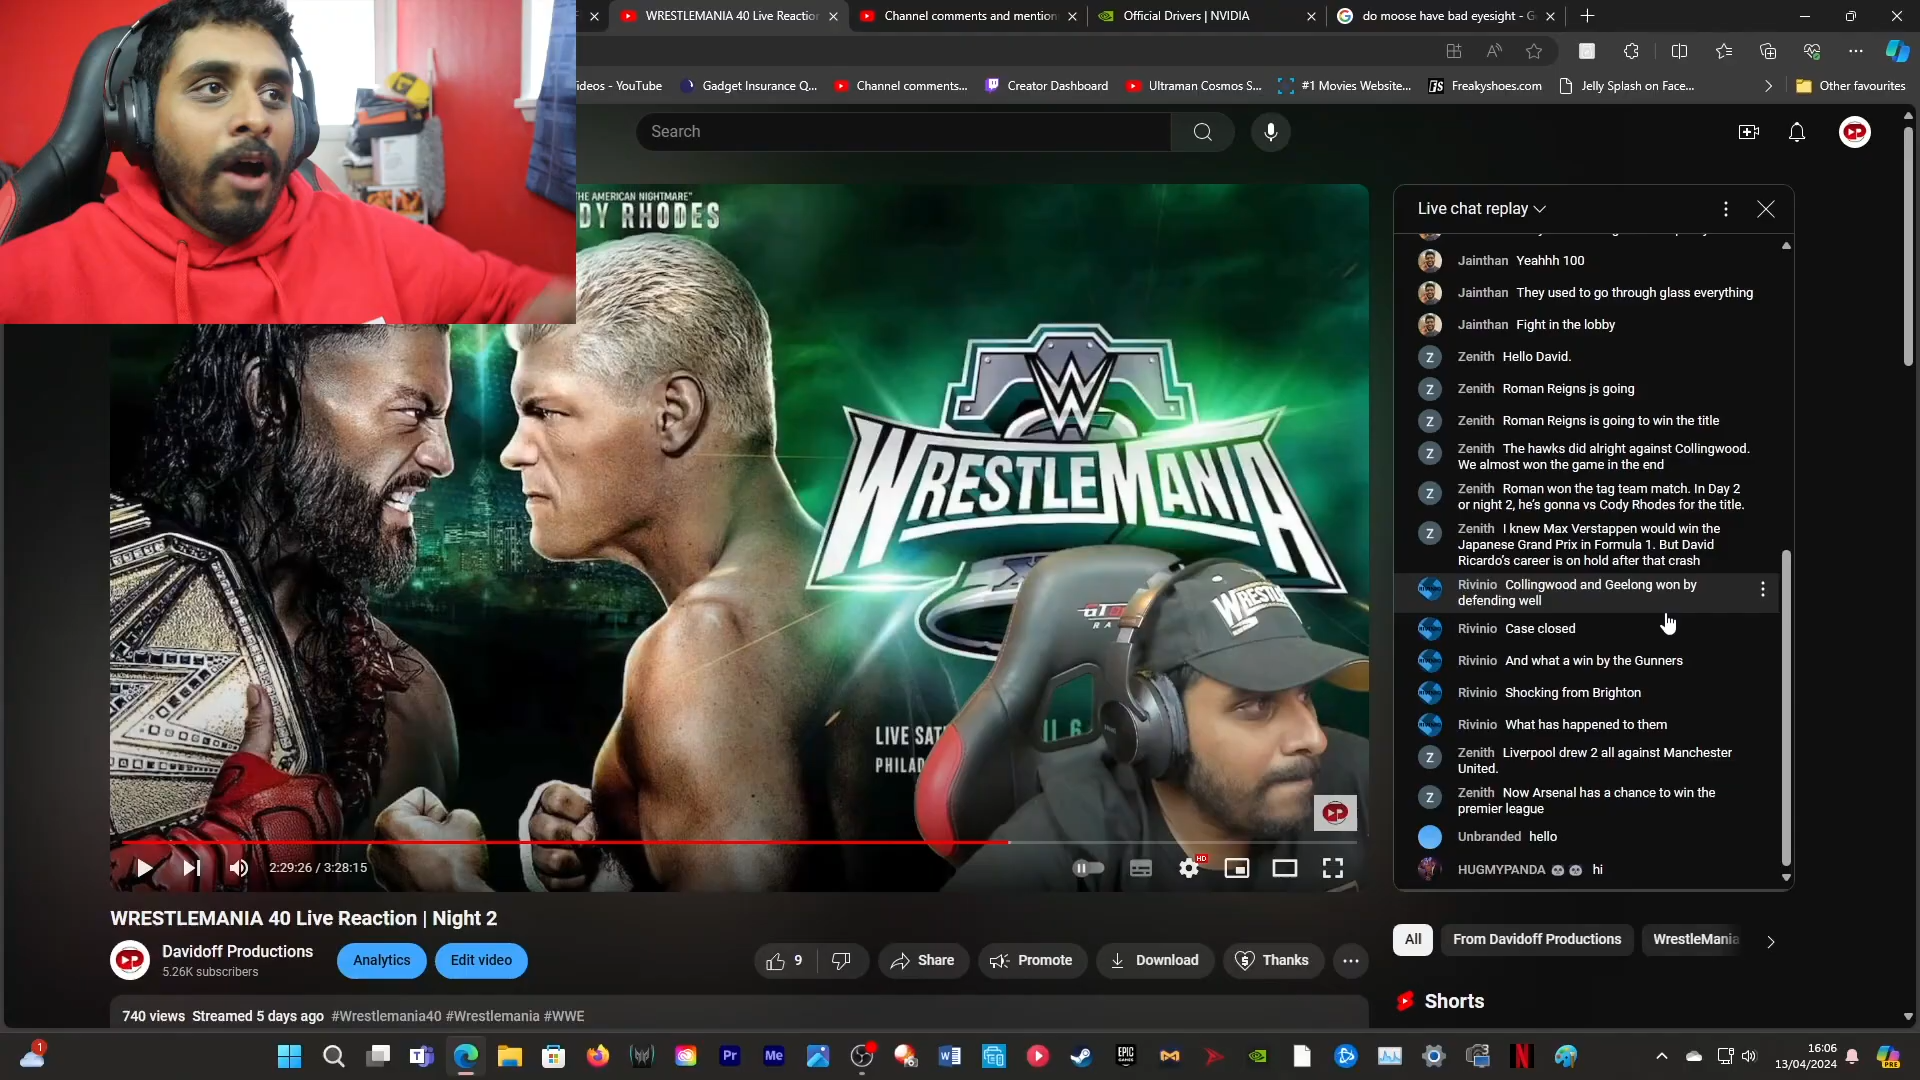 WRESTLEMANIA 40 Live Reaction
Channel comments and mention
Official Drivers | NVIDIA
do moose have bad eyesight - G
ideos - YouTube
Gadget Insurance Q...
Channel comments...
Creator Dashboard
Ultraman Cosmos S...
#1 Movies Website...
Freakyshoes.com
Jelly Splash on Face...
Other favourites
Search
THE AMERICAN NIGHTMARE"
DY RHODES
W
WRESTLEMANIA
LIVE SAT
PHILAD
Live chat replay
Jainthan Yeahhh 100
Jainthan They used to go through glass everything
Jainthan Fight in the lobby
Z Zenith Hello David.
Z Zenith Roman Reigns js going
Z Zenith Roman Reigns is going to win the title
Z Zenith The hawks did alright against Collingwood.
We almost won the game in the end
Z Zenith Roman won the tag team match. In Day 2
or night 2, he's gonna vs Cody Rhodes for the title.
Z Zenith I knew Max Verstappen would win the
Japanese Grand Prix in Formula 1. But David
Ricardo's career is on hold after that crash
Rivinio Collingwood and Geelong won by
defending well
Rivinio Case closed
Rivinio And what a win by the Gunners
Rivinio Shocking from Brighton
Rivinio What has happened to them
Z Zenith Liverpool drew 2 all against Manchester
United.
Z Zenith Now Arsenal has a chance to win the
premier league
Unbranded hello
HUGMYPANDA 🐼 🐼 hi
2:29:26 / 3:28:15
HD
WRESTLEMANIA 40 Live Reaction | Night 2
Davidoff Productions
5.26K subscribers
Analytics
Edit video
9
Share
Promote
Download
Thanks
All
From Davidoff Productions
WrestleMania
Shorts
740 views Streamed 5 days ago #Wrestlemania40 #Wrestlemania #WWE
1
Pr
Me
EPIC
16:06
13/04/2024
PRE